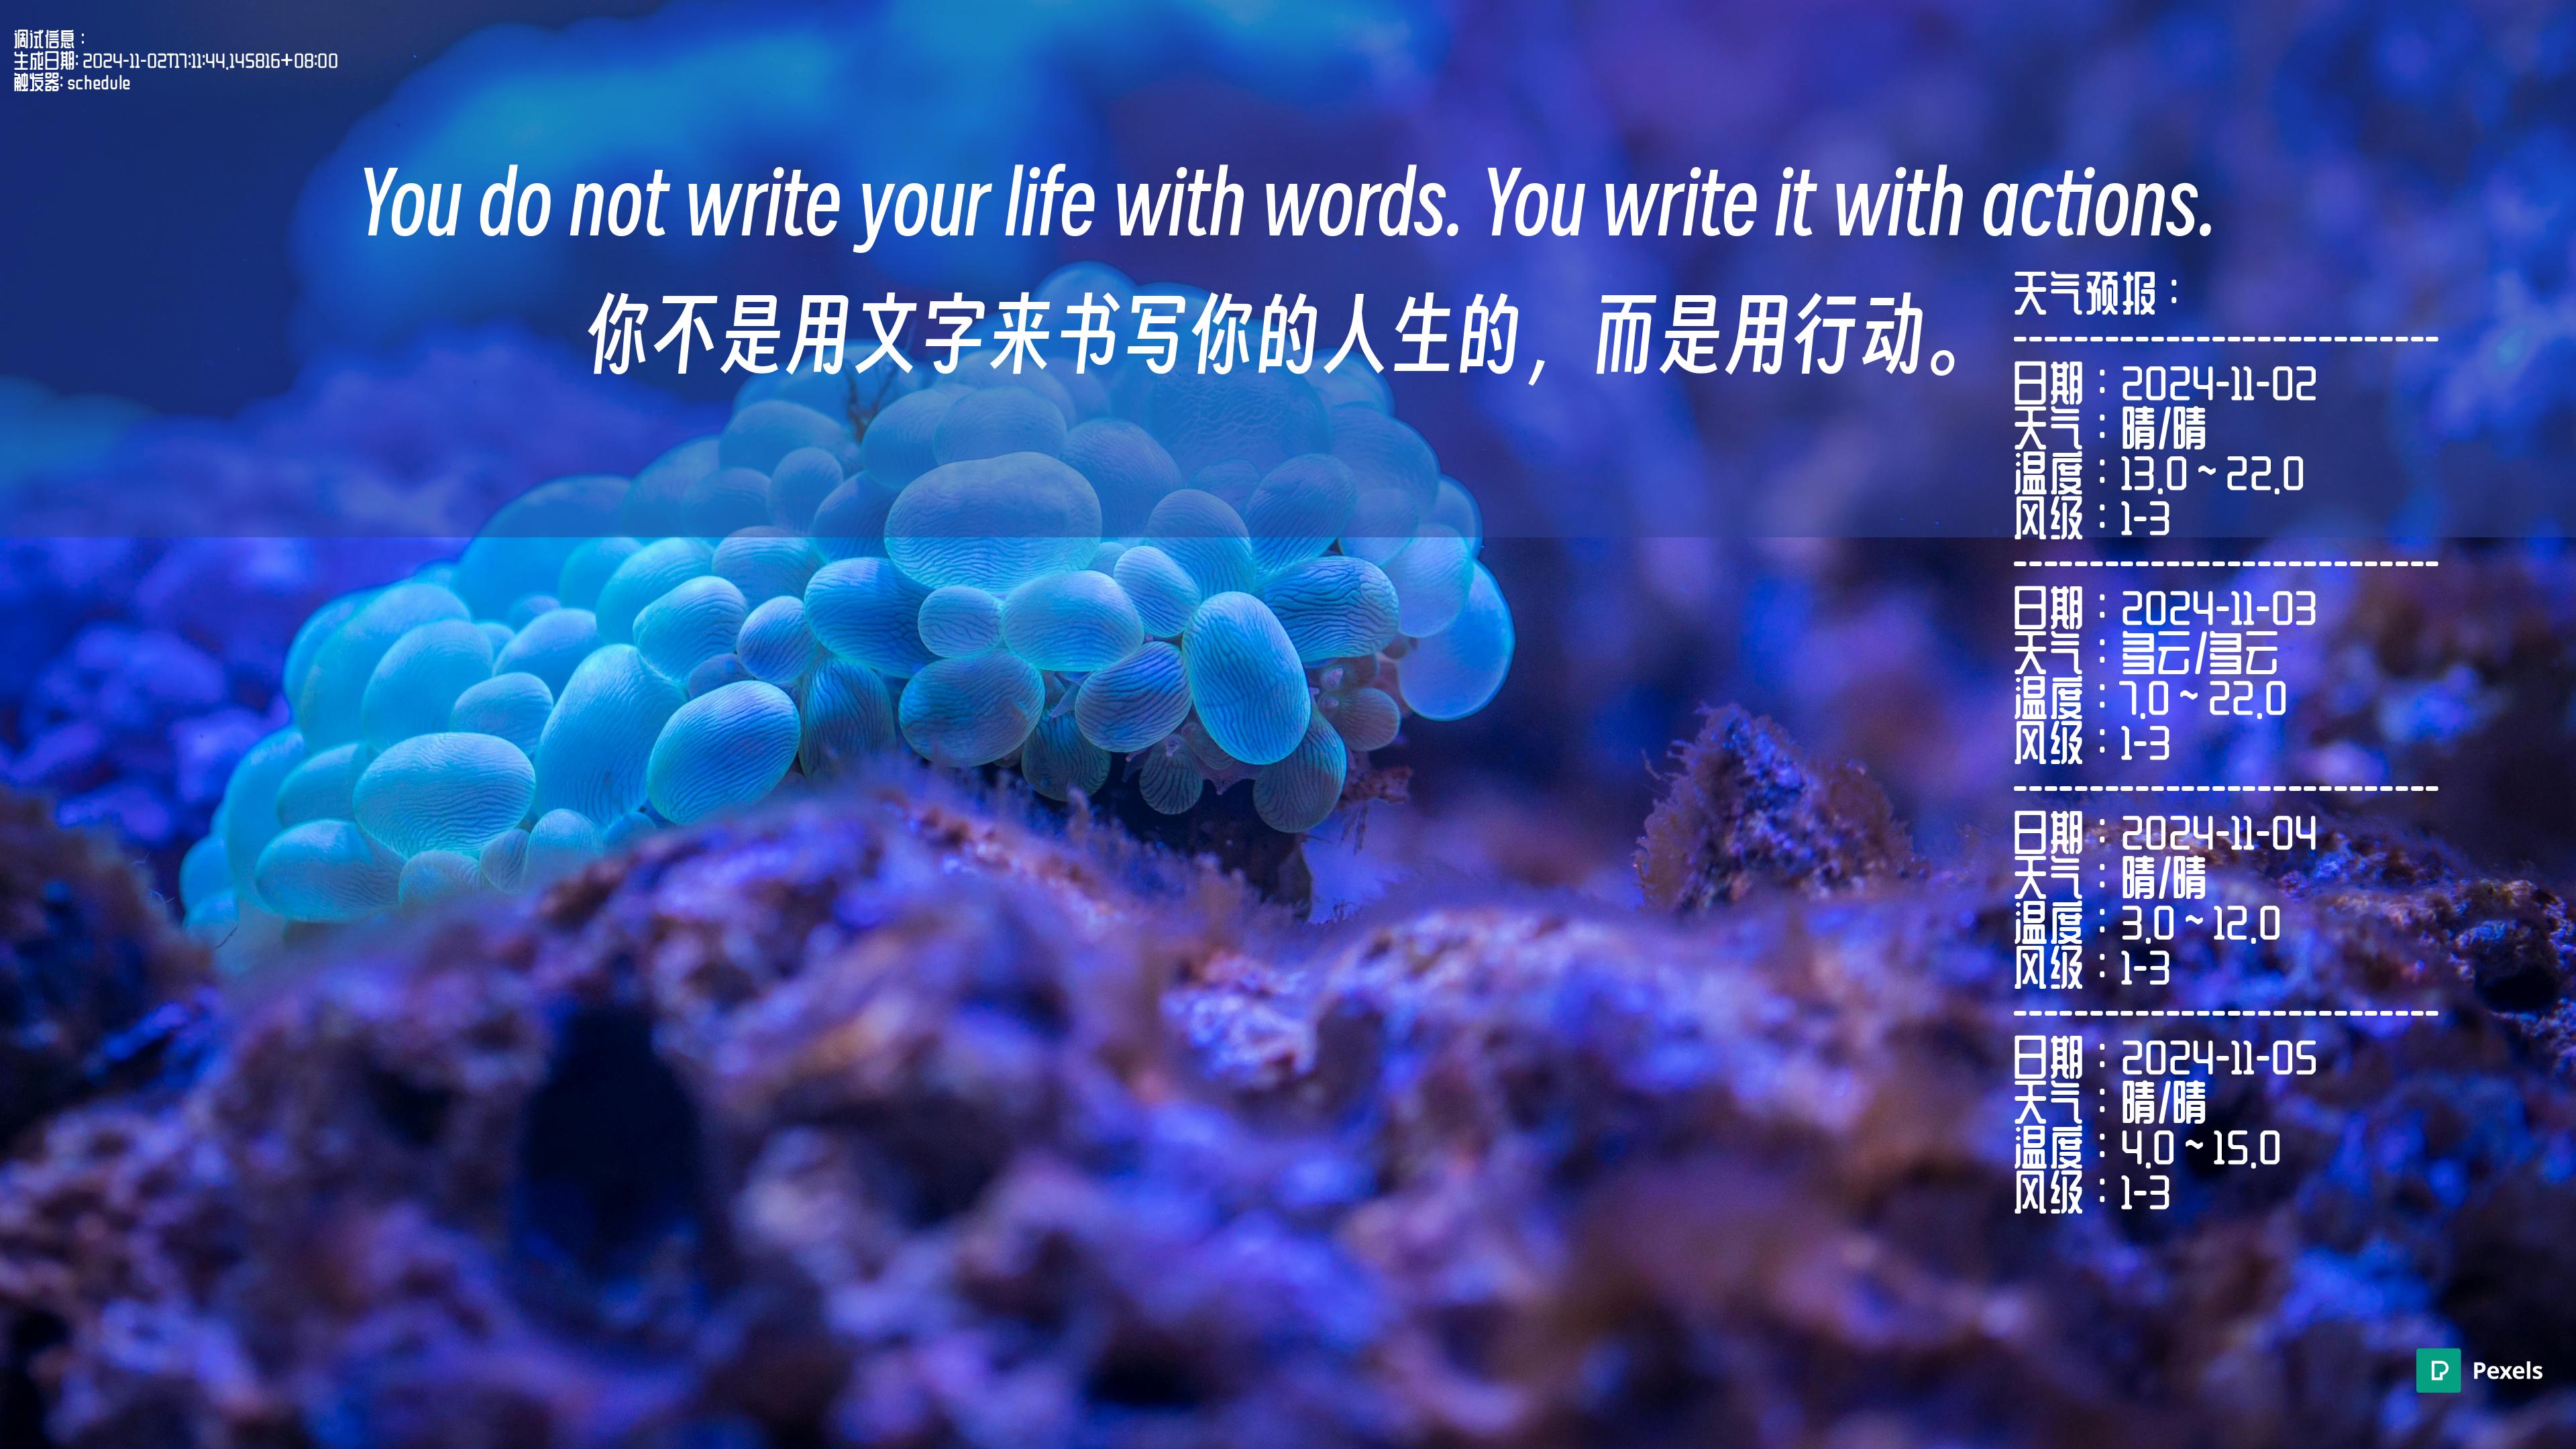 调试信息：
生成日期: 2024-11-02T17:11:44.145816+08:00
触发器: schedule
You do not write your life with words. You write it with actions.
你不是用文字来书写你的人生的，而是用行动。
天气预报：
----------------------------
日期：2024-11-02
天气：晴/晴
温度：13.0 ~ 22.0
风级：1-3
----------------------------
日期：2024-11-03
天气：多云/多云
温度：7.0 ~ 22.0
风级：1-3
----------------------------
日期：2024-11-04
天气：晴/晴
温度：3.0 ~ 12.0
风级：1-3
----------------------------
日期：2024-11-05
天气：晴/晴
温度：4.0 ~ 15.0
风级：1-3
Pexels